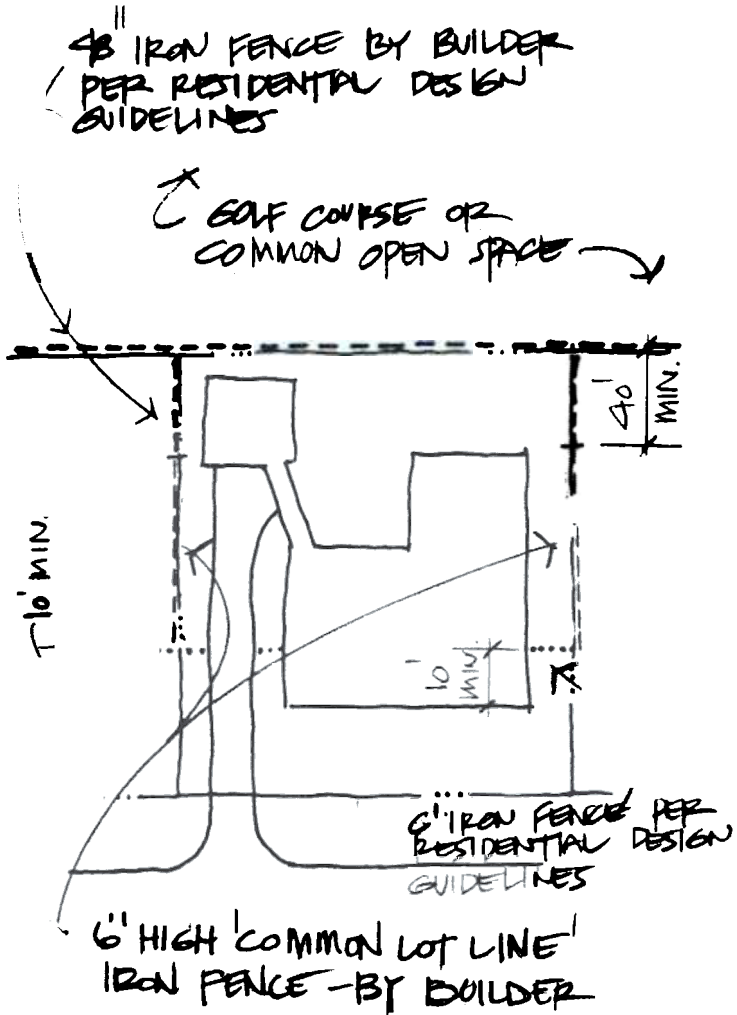 48" IRON FENCE BY BUILDER
PER RESIDENTIAL DESIGN
GUIDELINES
GOLF COURSE OR
COMMON OPEN SPACE
40' MIN.
10' MIN.
10' MIN.
6' IRON FENCE PER
RESIDENTIAL DESIGN
GUIDELINES
6' HIGH 'COMMON LOT LINE'
IRON FENCE - BY BUILDER